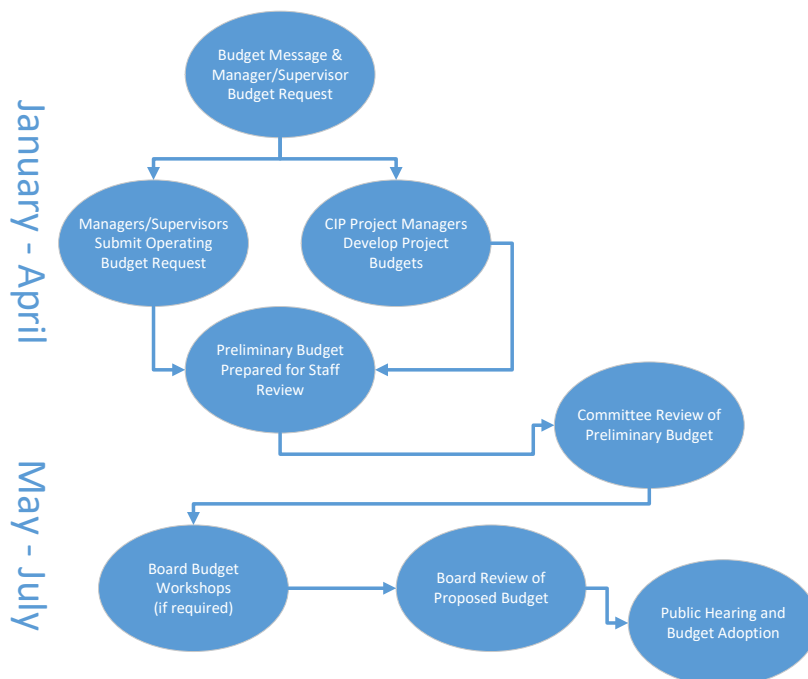 Budget Message &
Manager/Supervisor
Budget Request
January - April
Managers/Supervisors
Submit Operating
Budget Request
CIP Project Managers
Develop Project
Budgets
Preliminary Budget
Prepared for Staff
Review
Committee Review of
Preliminary Budget
May - July
Board Budget
Workshops
(if required)
Board Review of
Proposed Budget
Public Hearing and
Budget Adoption